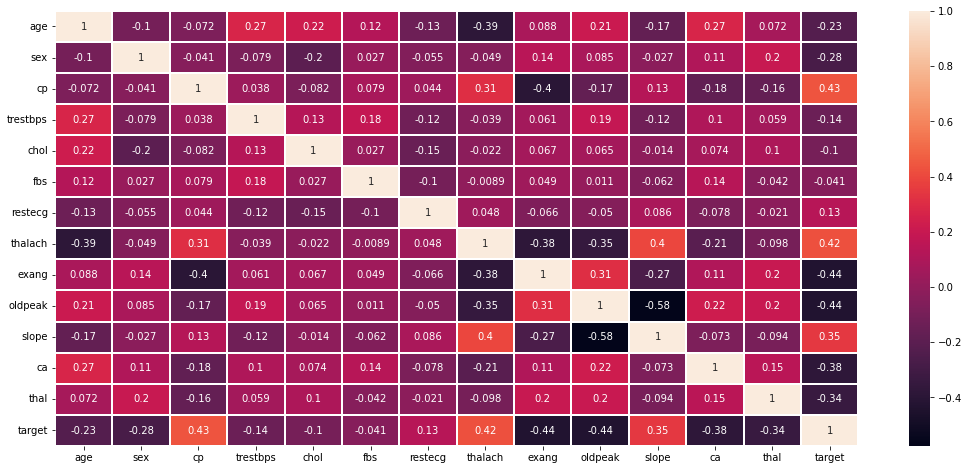 age 1 -0.1 -0.072 0.27 0.22 0.12 -0.13 -0.39 0.088 0.21 -0.17 0.27 0.072 -0.23
sex -0.1 1 -0.041 -0.079 -0.2 0.027 -0.055 -0.049 0.14 0.085 -0.027 0.11 0.2 -0.28
cp -0.072 -0.041 1 0.038 -0.082 0.079 0.044 0.31 -0.4 -0.17 0.13 -0.18 -0.16 0.43
trestbps 0.27 -0.079 0.038 1 0.13 0.18 -0.12 -0.039 0.061 0.19 -0.12 0.1 0.059 -0.14
chol 0.22 -0.2 -0.082 0.13 1 0.027 -0.15 -0.022 0.067 0.065 -0.014 0.074 0.1 -0.1
fbs 0.12 0.027 0.079 0.18 0.027 1 -0.1 -0.0089 0.049 0.011 -0.062 0.14 -0.042 -0.041
restecg -0.13 -0.055 0.044 -0.12 -0.15 -0.1 1 0.048 -0.066 -0.05 0.086 -0.078 -0.021 0.13
thalach -0.39 -0.049 0.31 -0.039 -0.022 -0.0089 0.048 1 -0.38 -0.35 0.4 -0.21 -0.098 0.42
exang 0.088 0.14 -0.4 0.061 0.067 0.049 -0.066 -0.38 1 0.31 -0.27 0.11 0.2 -0.44
oldpeak 0.21 0.085 -0.17 0.19 0.065 0.011 -0.05 -0.35 0.31 1 -0.58 0.22 0.2 -0.44
slope -0.17 -0.027 0.13 -0.12 -0.014 -0.062 0.086 0.4 -0.27 -0.58 1 -0.073 -0.094 0.35
ca 0.27 0.11 -0.18 0.1 0.074 0.14 -0.078 -0.21 0.11 0.22 -0.073 1 0.15 -0.38
thal 0.072 0.2 -0.16 0.059 0.1 -0.042 -0.021 -0.098 0.2 0.2 -0.094 0.15 1 -0.34
target -0.23 -0.28 0.43 -0.14 -0.1 -0.041 0.13 0.42 -0.44 -0.44 0.35 -0.38 -0.34 1
age sex cp trestbps chol fbs restecg thalach exang oldpeak slope ca thal target
1.0
0.8
0.6
0.4
0.2
0.0
−0.2
−0.4